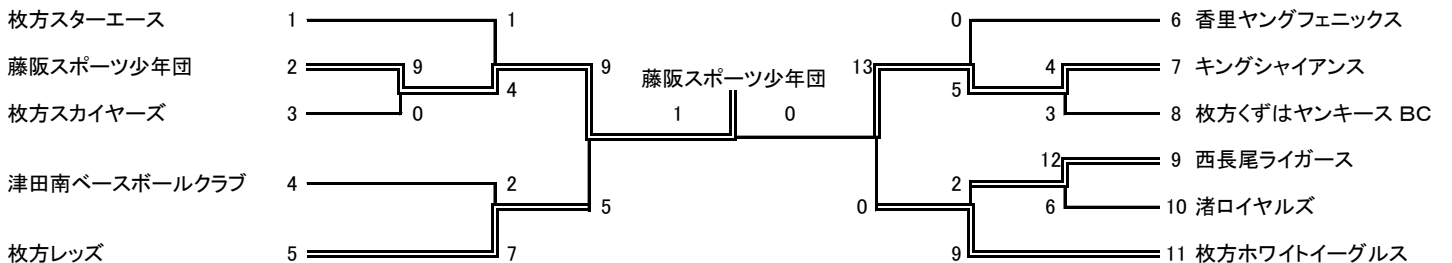 枚方スターエース 1 1 0 6 香里ヤングフェニックス
藤阪スポーツ少年団 2 9 9 藤阪スポーツ少年団 13 4 7 キングシャイアンス
4 5
枚方スカイヤーズ 3 0 1 0 3 8 枚方くずはヤンキース BC
12 9 西長尾ライガース
津田南ベースボールクラブ 4 2 2
5 0 6 10 渚ロイヤルズ
枚方レッズ 5 7 9 11 枚方ホワイトイーグルス